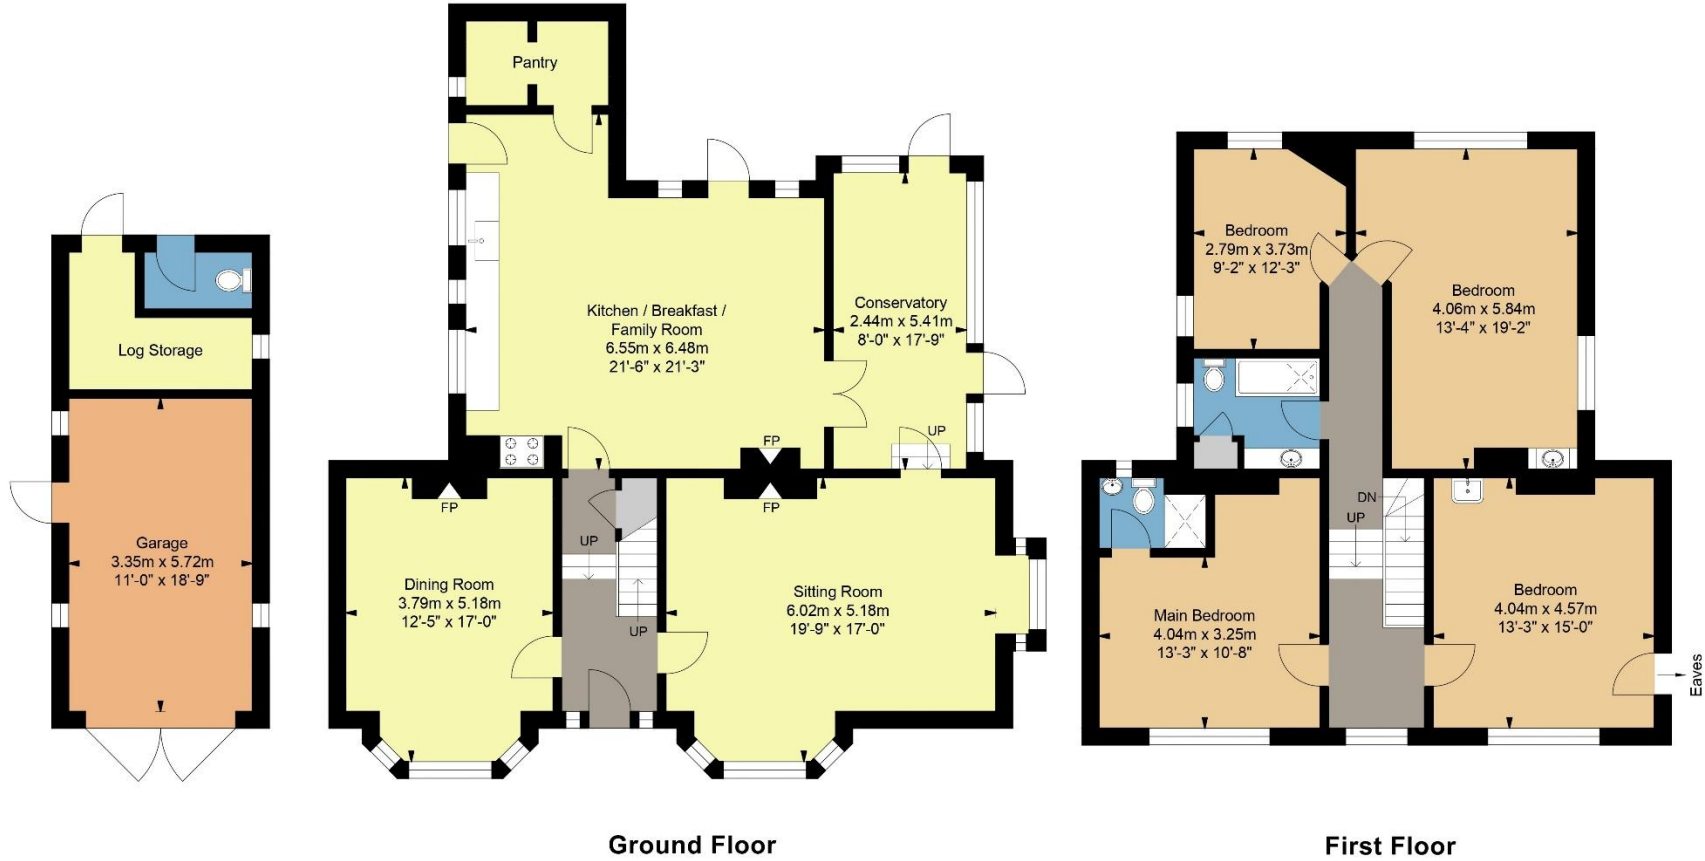 Pantry
Log Storage
Garage
3.35m x 5.72m
11'-0" x 18'-9"
Kitchen / Breakfast /
Family Room
6.55m x 6.48m
21'-6" x 21'-3"
Conservatory
2.44m x 5.41m
8'-0" x 17'-9"
UP
FP
FP
FP
UP
UP
Dining Room
3.79m x 5.18m
12'-5" x 17'-0"
Sitting Room
6.02m x 5.18m
19'-9" x 17'-0"
Ground Floor
Bedroom
2.79m x 3.73m
9'-2" x 12'-3"
Bedroom
4.06m x 5.84m
13'-4" x 19'-2"
DN
UP
Main Bedroom
4.04m x 3.25m
13'-3" x 10'-8"
Bedroom
4.04m x 4.57m
13'-3" x 15'-0"
Eaves
First Floor